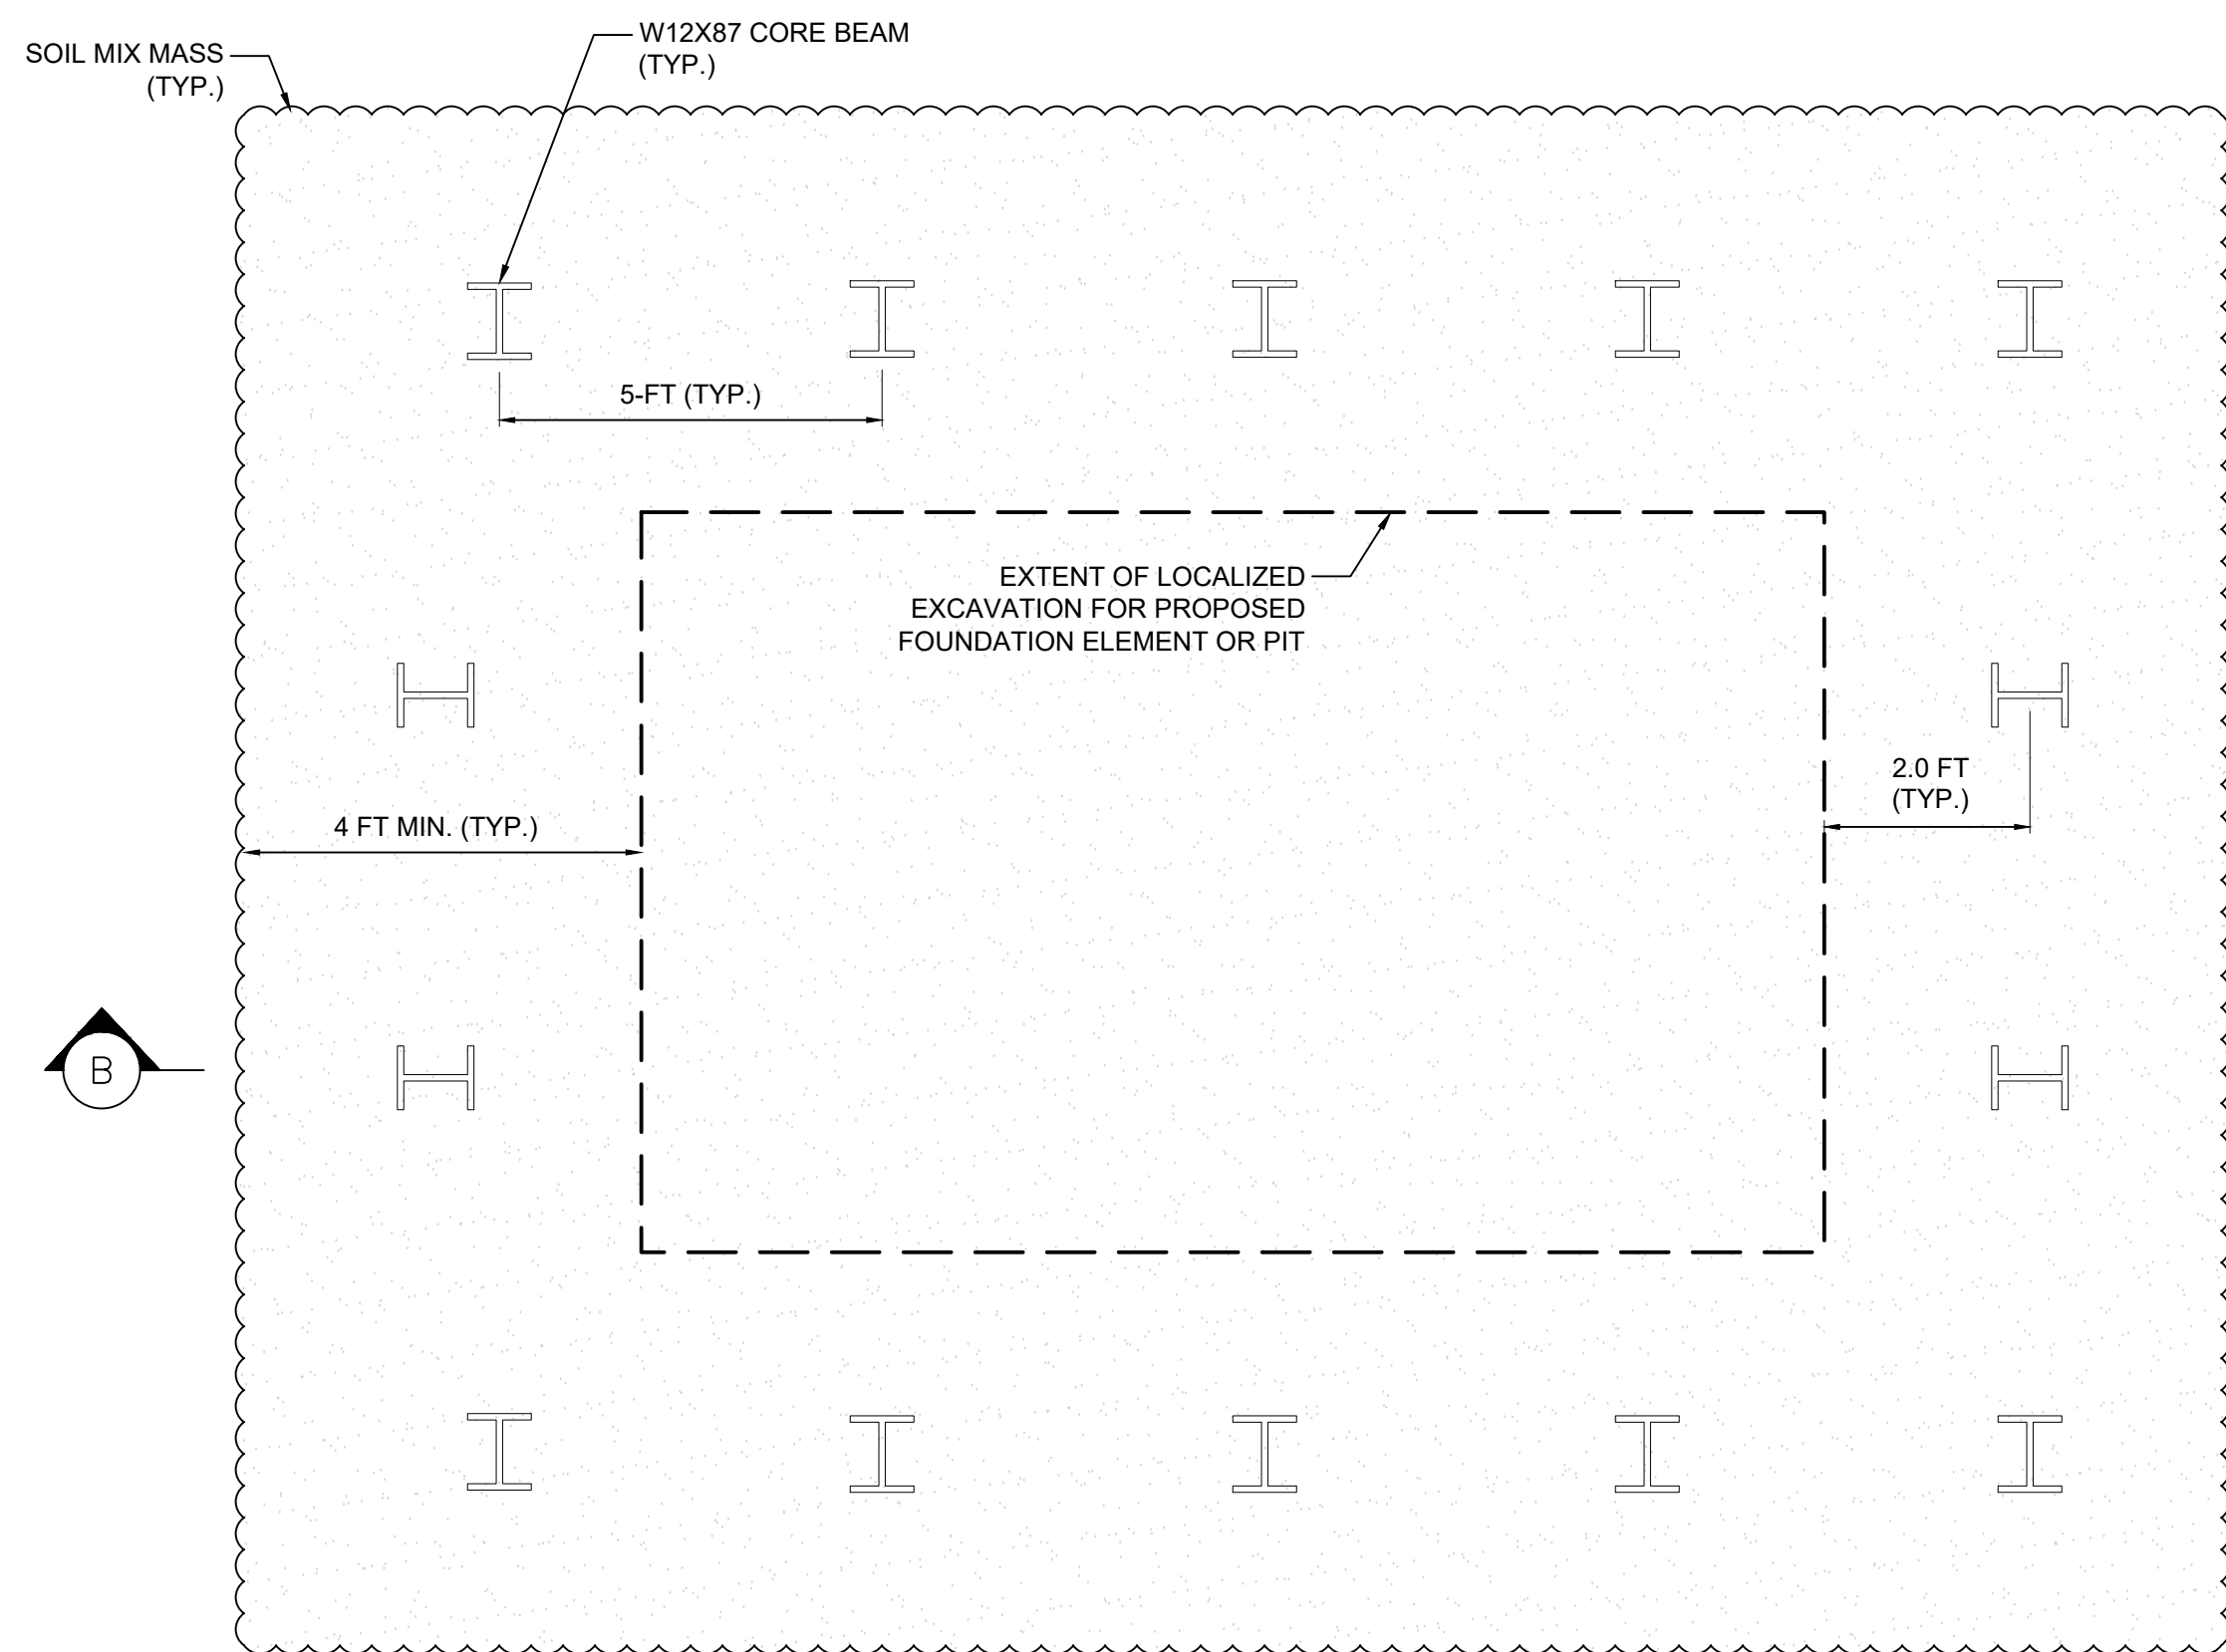 W12X87 CORE BEAM
(TYP.)
SOIL MIX MASS
(TYP.)
5-FT (TYP.)
EXTENT OF LOCALIZED
EXCAVATION FOR PROPOSED
FOUNDATION ELEMENT OR PIT
2.0 FT
(TYP.)
4 FT MIN. (TYP.)
B